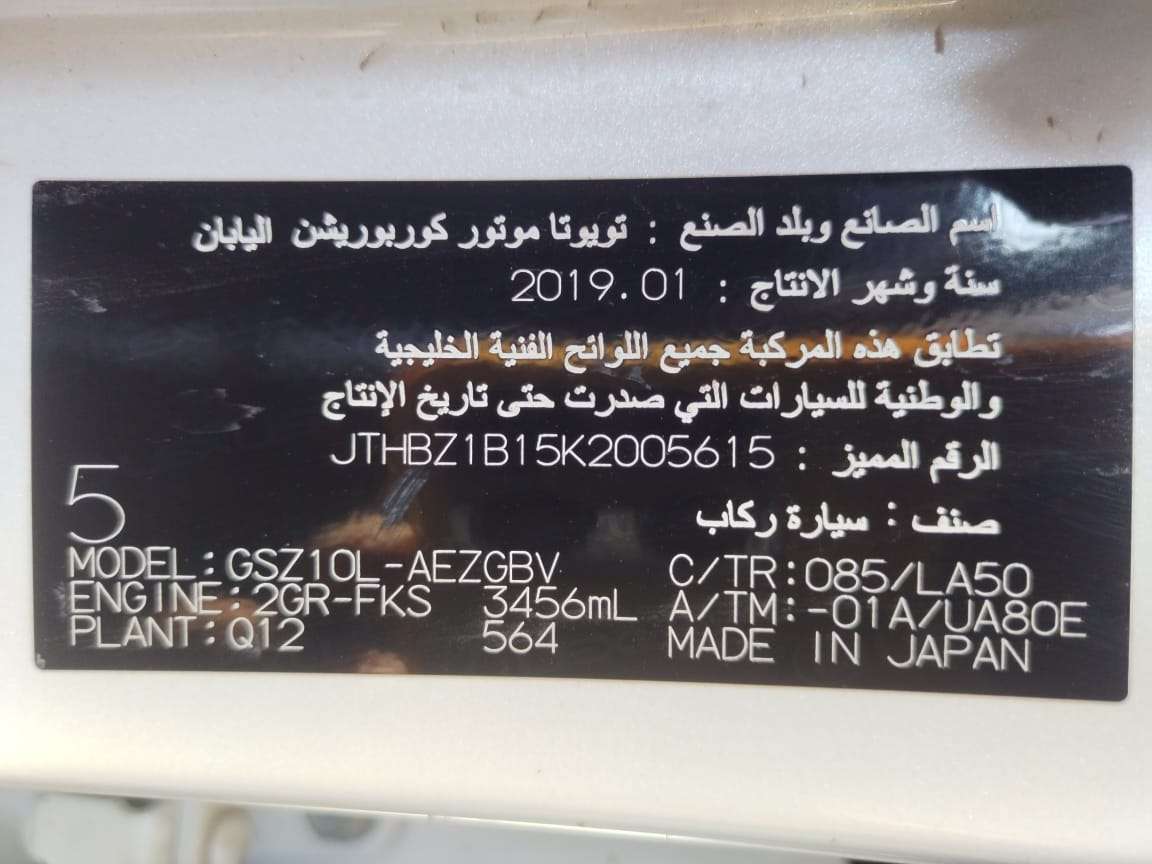 اسم الصانع وبلد الصنع : تويوتا موتور كوربوريشن اليابان
سنة وشهر الانتاج : 2019.01
تطابق هذه المركبة جميع اللوائح الفنية الخليجية
والوطنية للسيارات التي صدرت حتى تاريخ الإنتاج
الرقم المميز : JTHBZ1B15K2005615
صنف : سيارة ركاب
5
MODEL:GSZ10L-AEZGBV C/TR:085/LA50
ENGINE:2GR-FKS 3456mL A/TM:-01A/UA80E
PLANT:Q12 564 MADE IN JAPAN